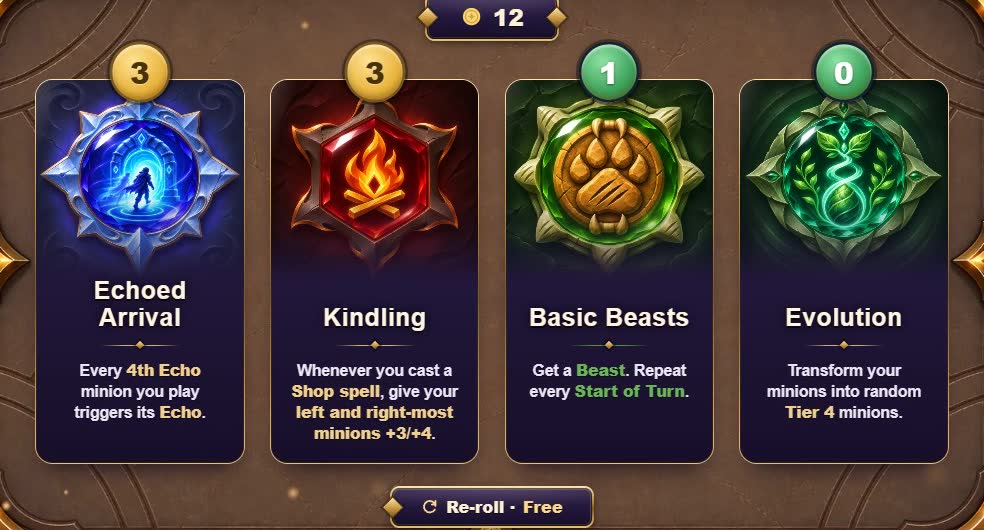 12
3
Echoed
Arrival
Every 4th Echo
minion you play
triggers its Echo.
3
Kindling
Whenever you cast a
Shop spell, give your
left and right-most
minions +3/+4.
1
Basic Beasts
Get a Beast. Repeat
every Start of Turn.
0
Evolution
Transform your
minions into random
Tier 4 minions.
Re-roll · Free